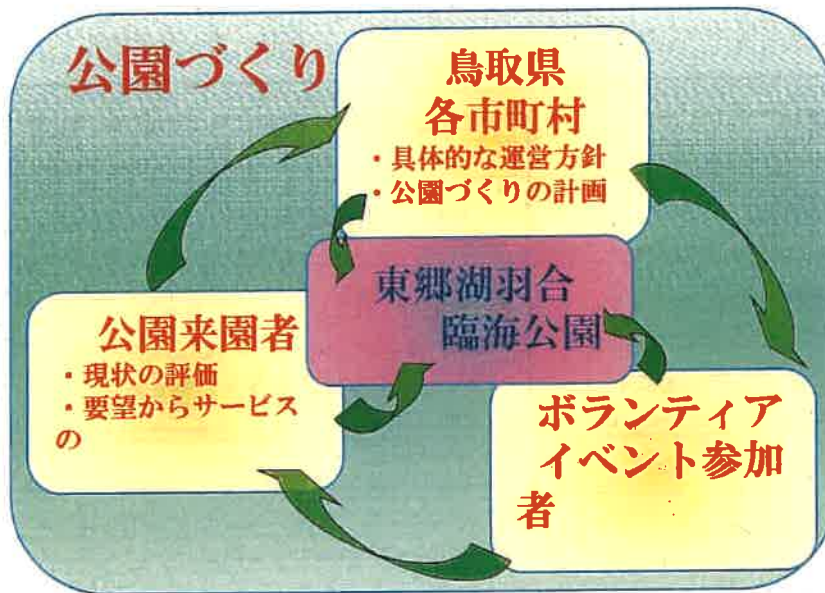 公園づくり
鳥取県
各市町村
・具体的な運営方針
・公園づくりの計画
東郷湖羽合
臨海公園
公園来園者
・現状の評価
・要望からサービス
の
ボランティア
イベント参加
者